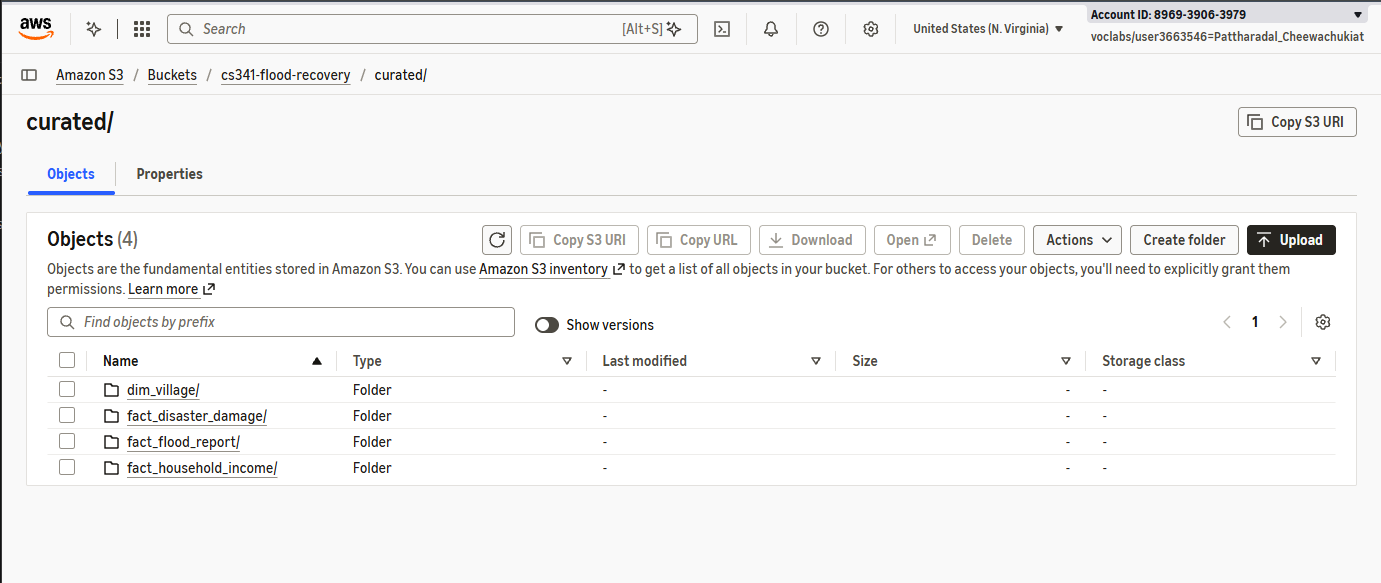 aws
Search
[Alt+S]
United States (N. Virginia)
Account ID: 8969-3906-3979
voclabs/user3663546=Pattharadal_Cheewachukiat
Amazon S3 / Buckets / cs341-flood-recovery / curated/
curated/
Copy S3 URI
Objects
Properties
Objects (4)
Copy S3 URI
Copy URL
Download
Open
Delete
Actions
Create folder
Upload
Objects are the fundamental entities stored in Amazon S3. You can use Amazon S3 inventory to get a list of all objects in your bucket. For others to access your objects, you'll need to explicitly grant them
permissions. Learn more
Find objects by prefix
Show versions
1
Name Type Last modified Size Storage class
dim_village/ Folder - - -
fact_disaster_damage/ Folder - - -
fact_flood_report/ Folder - - -
fact_household_income/ Folder - - -